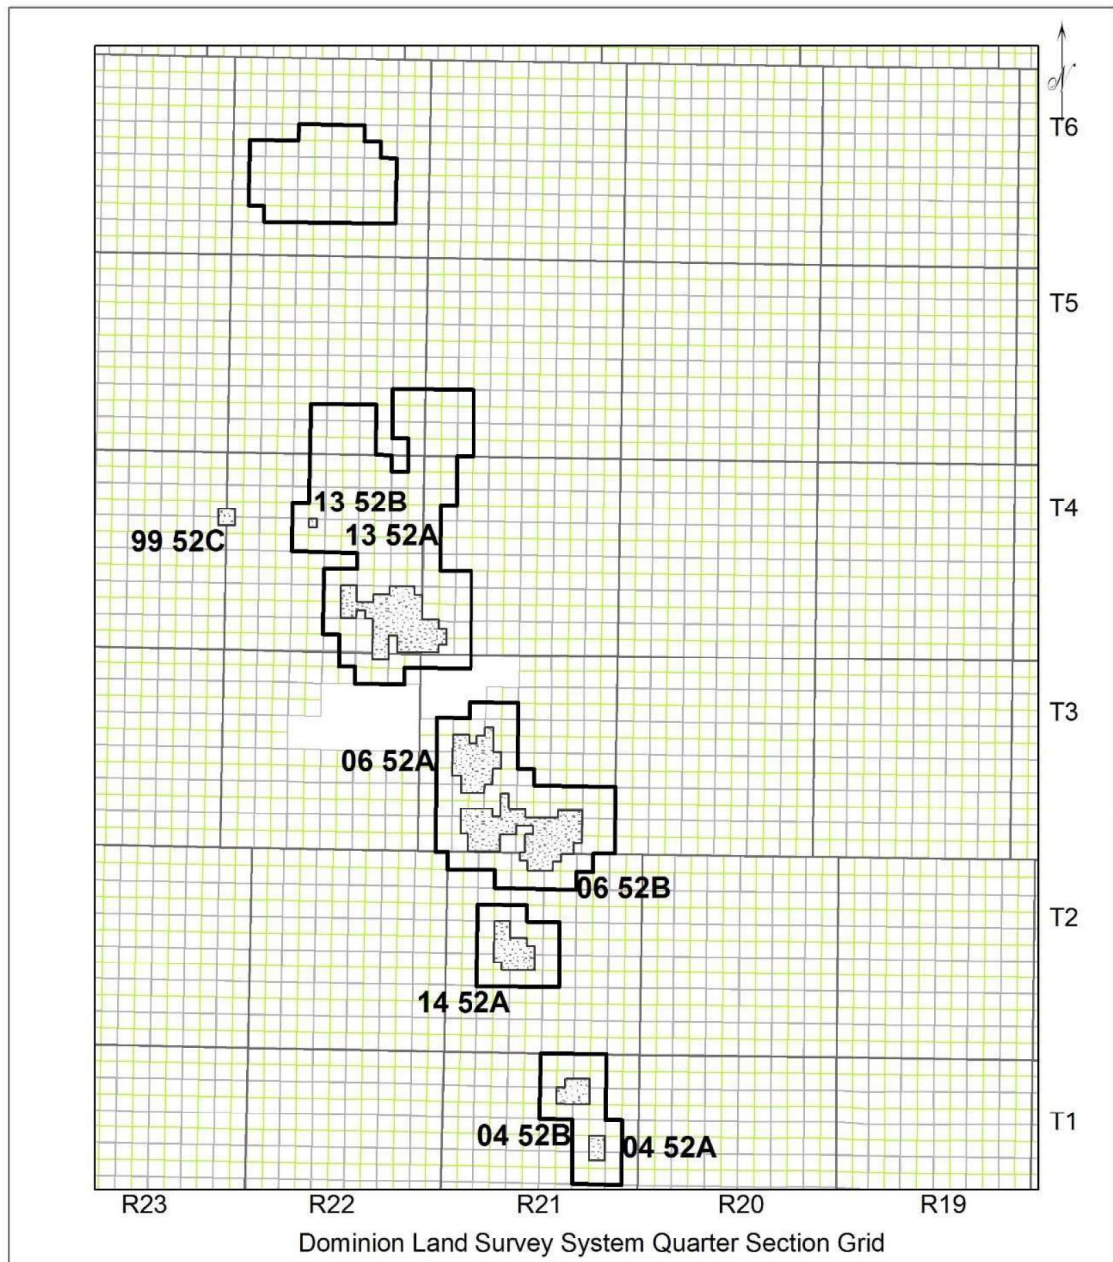 N
T6
T5
13 52B
T4
13 52A
99 52C
T3
06 52A
06 52B
T2
14 52A
T1
04 52B
04 52A
R23 R22 R21 R20 R19
Dominion Land Survey System Quarter Section Grid